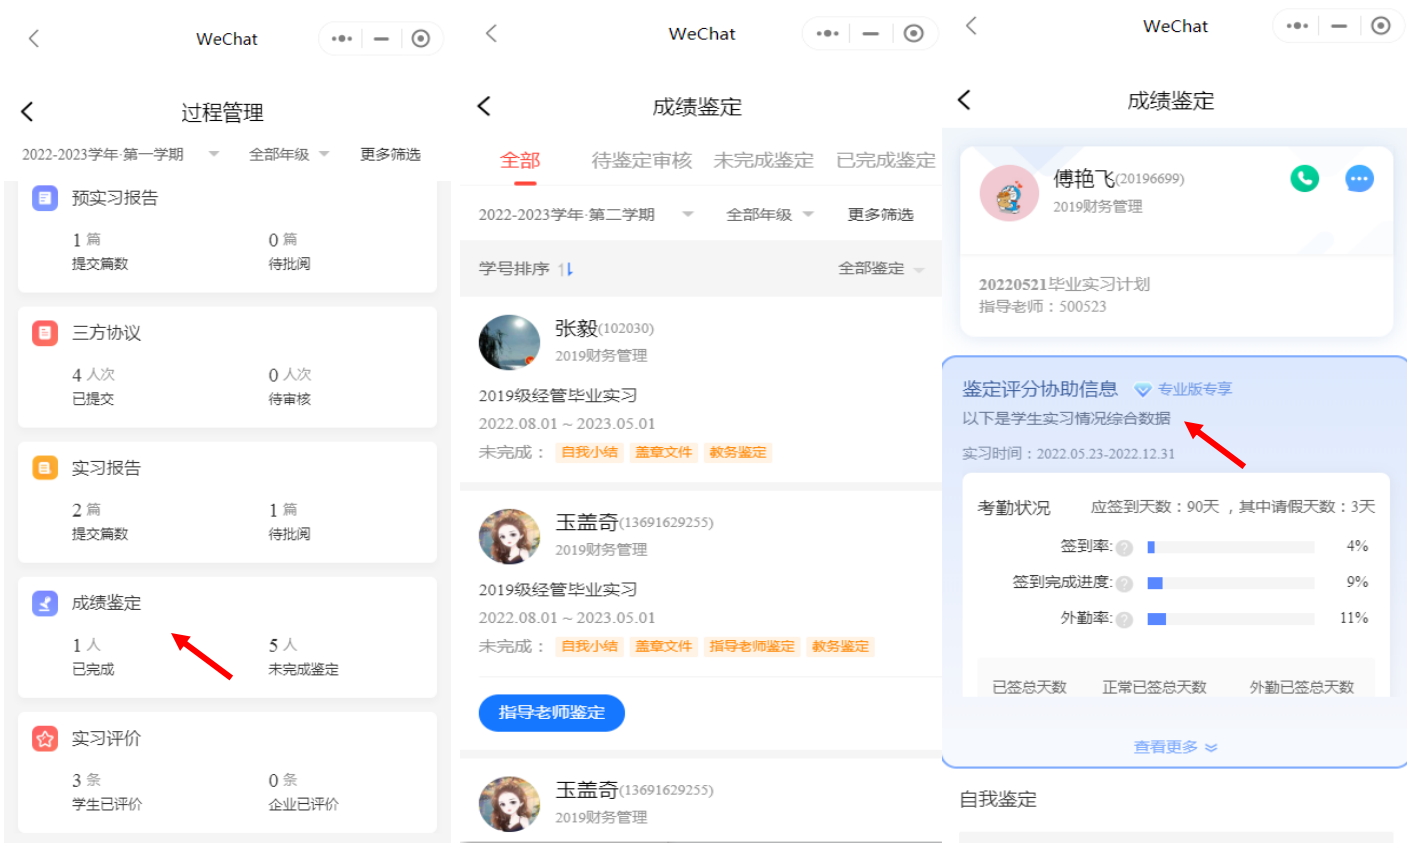 WeChat
过程管理
2022-2023学年·第一学期 全部年级 更多筛选
预实习报告
1 篇 0 篇
提交篇数 待批阅
三方协议
4 人次 0 人次
已提交 待审核
实习报告
2 篇 1 篇
提交篇数 待批阅
成绩鉴定
1 人 5 人
已完成 未完成鉴定
实习评价
3 条 0 条
学生已评价 企业已评价
WeChat
成绩鉴定
全部 待鉴定审核 未完成鉴定 已完成鉴定
2022-2023学年·第二学期 全部年级 更多筛选
学号排序 全部鉴定
张毅(102030)
2019财务管理
2019级经管毕业实习
2022.08.01 ~ 2023.05.01
未完成： 自我小结 盖章文件 教务鉴定
玉盖奇(13691629255)
2019财务管理
2019级经管毕业实习
2022.08.01 ~ 2023.05.01
未完成： 自我小结 盖章文件 指导老师鉴定 教务鉴定
指导老师鉴定
玉盖奇(13691629255)
2019财务管理
WeChat
成绩鉴定
傅艳飞(20196699)
2019财务管理
20220521毕业实习计划
指导老师：500523
鉴定评分协助信息 专业版专享
以下是学生实习情况综合数据
实习时间：2022.05.23-2022.12.31
考勤状况 应签到天数：90天 ，其中请假天数：3天
签到率: ? 4%
签到完成进度: ? 9%
外勤率: ? 11%
已签总天数 正常已签总天数 外勤已签总天数
查看更多
自我鉴定